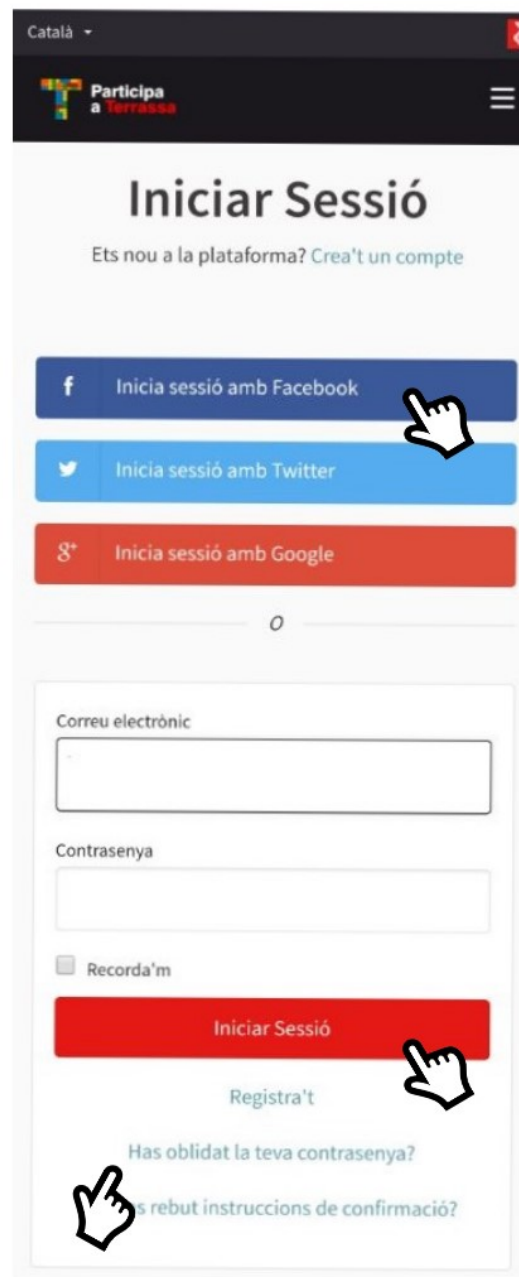 Català
Participa
a Terrassa
Iniciar Sessió
Ets nou a la plataforma? Crea't un compte
f Inicia sessió amb Facebook
Inicia sessió amb Twitter
g+ Inicia sessió amb Google
O
Correu electrònic
Contrasenya
Recorda'm
Iniciar Sessió
Registra't
Has oblidat la teva contrasenya?
rebut instruccions de confirmació?